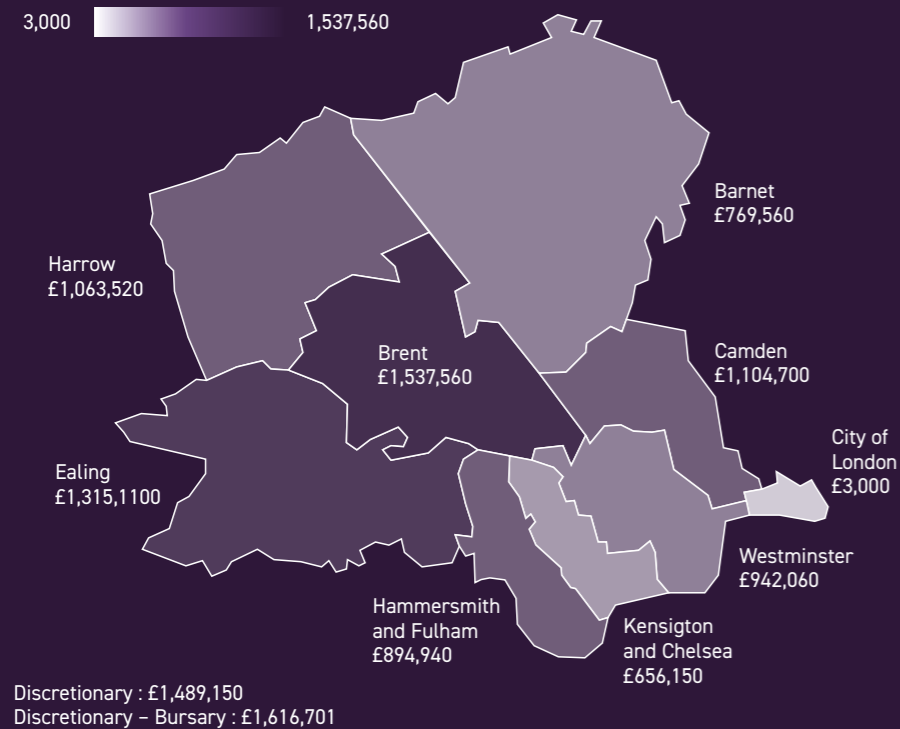 3,000
1,537,560
Barnet
£769,560
Harrow
£1,063,520
Brent
£1,537,560
Camden
£1,104,700
City of
London
£3,000
Ealing
£1,315,1100
Westminster
£942,060
Hammersmith
and Fulham
£894,940
Kensigton
and Chelsea
£656,150
Discretionary : £1,489,150
Discretionary – Bursary : £1,616,701